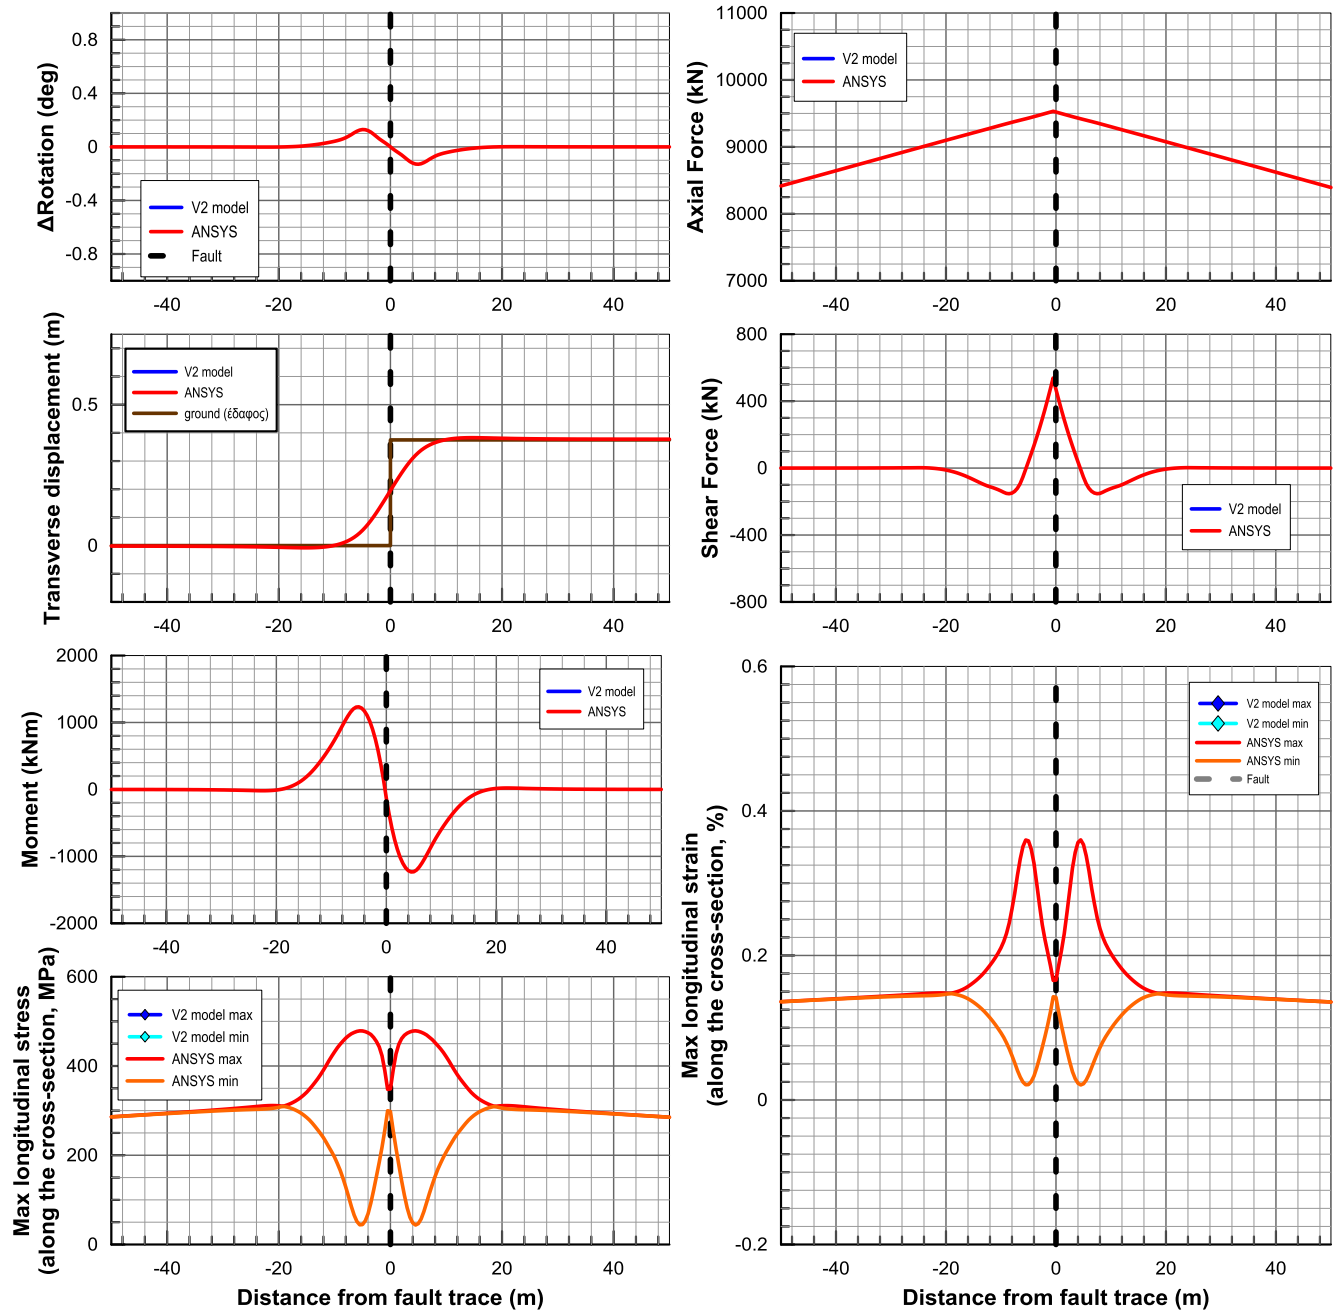 ΔRotation (deg)
0.8
0.4
0
-0.4
-0.8
V2 model
ANSYS
Fault
-40
-20
0
20
40
Axial Force (kN)
11000
10000
9000
8000
7000
V2 model
ANSYS
-40
-20
0
20
40
Transverse displacement (m)
0.5
0
V2 model
ANSYS
ground (έδαφος)
-40
-20
0
20
40
Shear Force (kN)
800
400
0
-400
-800
V2 model
ANSYS
-40
-20
0
20
40
Moment (kNm)
2000
1000
0
-1000
-2000
V2 model
ANSYS
-40
-20
0
20
40
Max longitudinal stress
(along the cross-section, MPa)
600
400
200
0
V2 model max
V2 model min
ANSYS max
ANSYS min
-40
-20
0
20
40
Distance from fault trace (m)
Max longitudinal strain
(along the cross-section, %)
0.6
0.4
0.2
0
-0.2
V2 model max
V2 model min
ANSYS max
ANSYS min
Fault
-40
-20
0
20
40
Distance from fault trace (m)